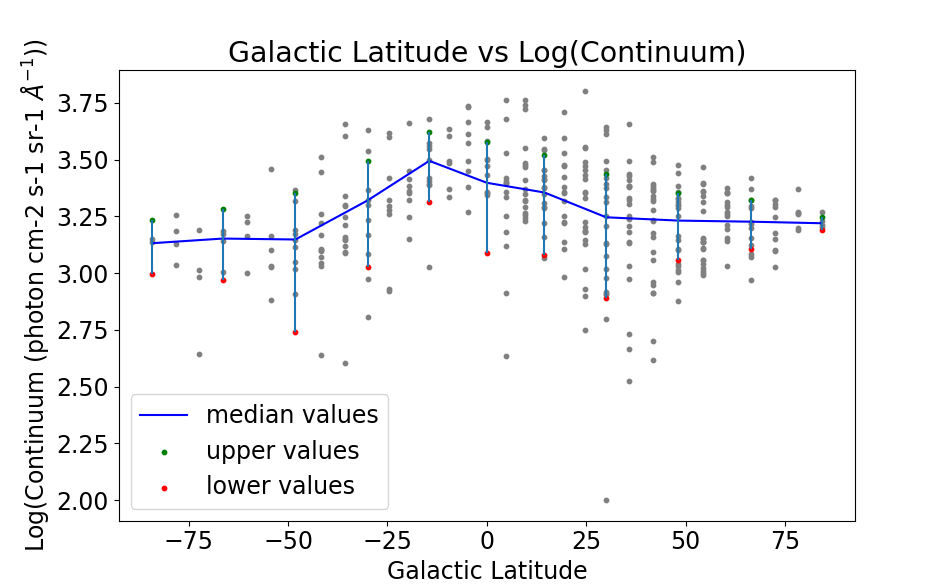 Galactic Latitude vs Log(Continuum)
Log(Continuum (photon cm-2 s-1 sr-1 Å⁻¹))
3.75
3.50
3.25
3.00
2.75
2.50
2.25
2.00
median values
upper values
lower values
−75 −50 −25 0 25 50 75
Galactic Latitude